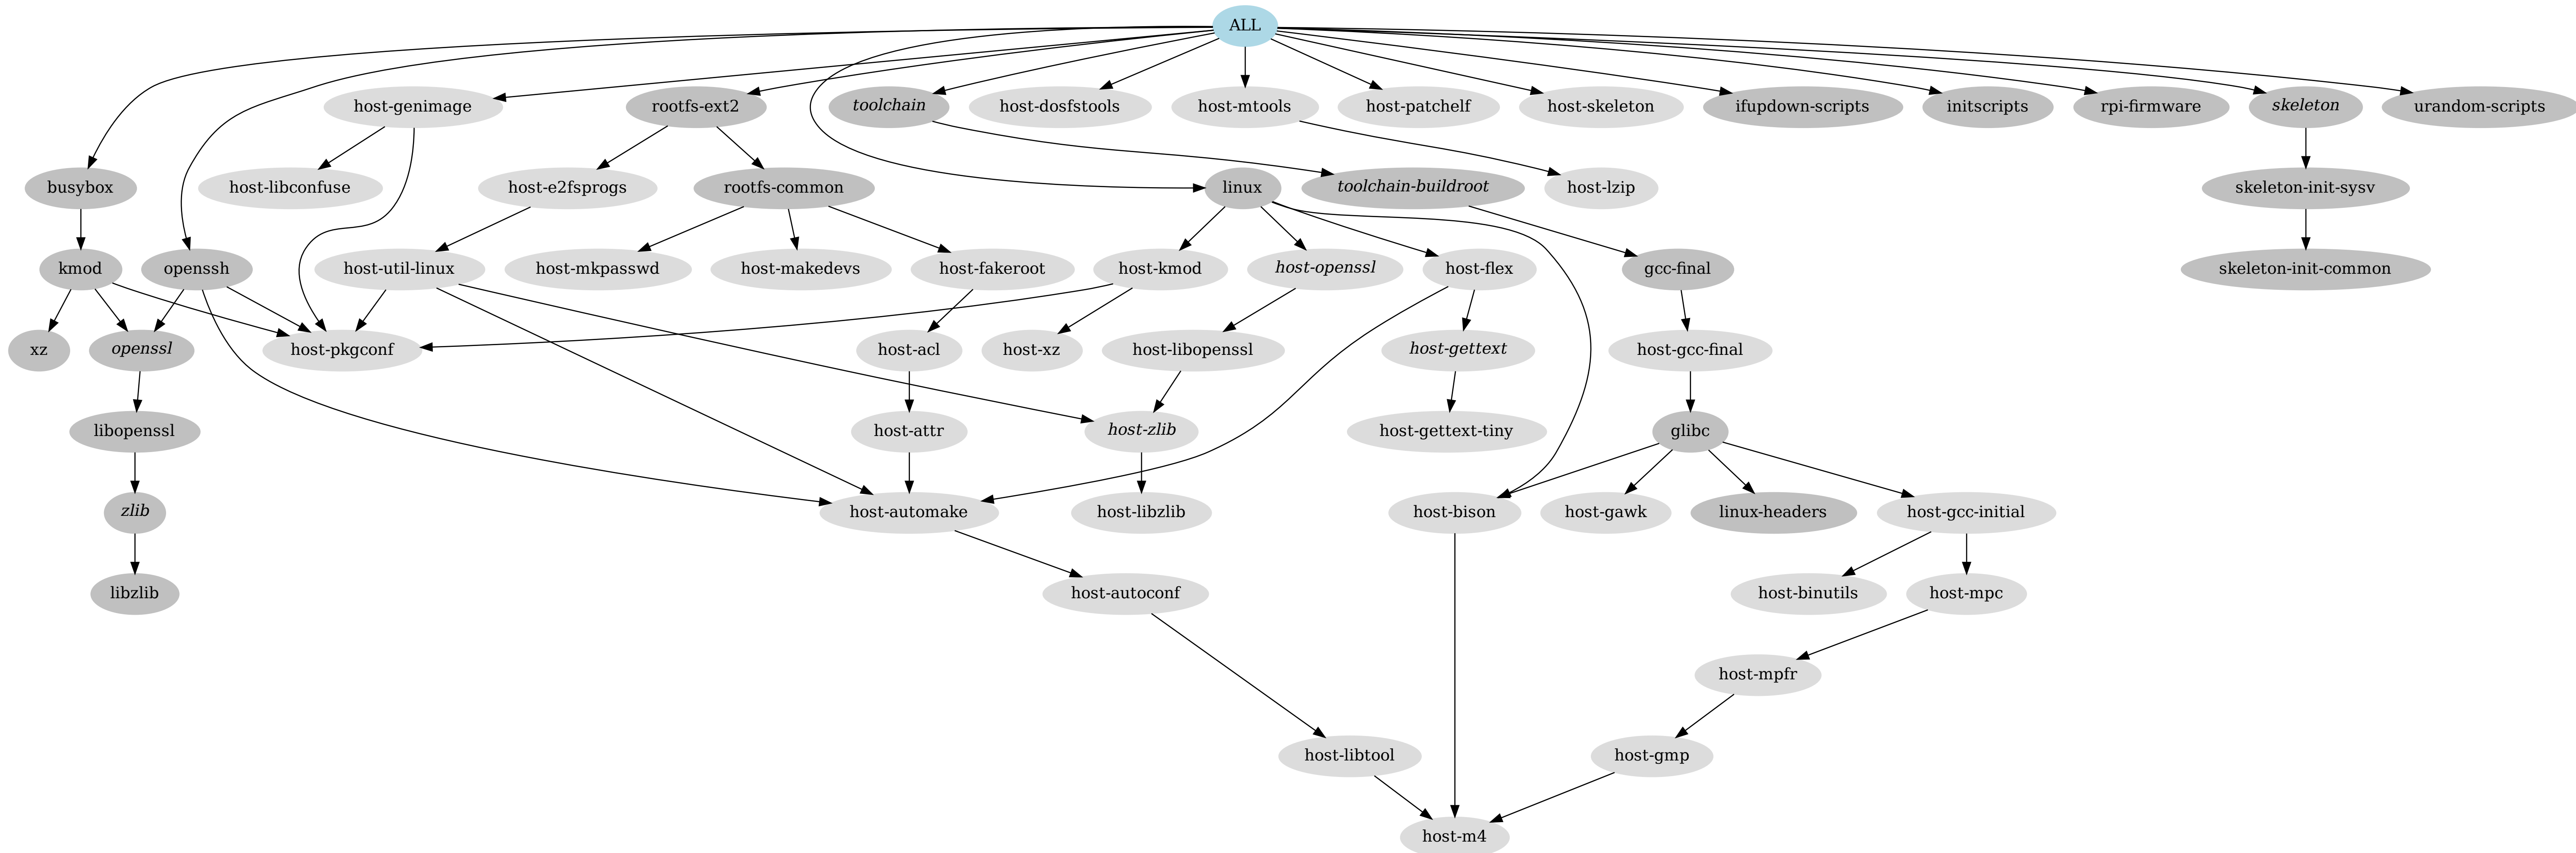 ALL
host-genimage
rootfs-ext2
toolchain
host-dosfstools
host-mtools
host-patchelf
host-skeleton
ifupdown-scripts
initscripts
rpi-firmware
skeleton
urandom-scripts
busybox
host-libconfuse
host-e2fsprogs
rootfs-common
linux
toolchain-buildroot
host-lzip
skeleton-init-sysv
kmod
openssh
host-util-linux
host-mkpasswd
host-makedevs
host-fakeroot
host-kmod
host-openssl
host-flex
gcc-final
skeleton-init-common
xz
openssl
host-pkgconf
host-acl
host-xz
host-libopenssl
host-gettext
host-gcc-final
libopenssl
host-attr
host-zlib
host-gettext-tiny
glibc
zlib
host-automake
host-libzlib
host-bison
host-gawk
linux-headers
host-gcc-initial
libzlib
host-autoconf
host-binutils
host-mpc
host-mpfr
host-libtool
host-gmp
host-m4